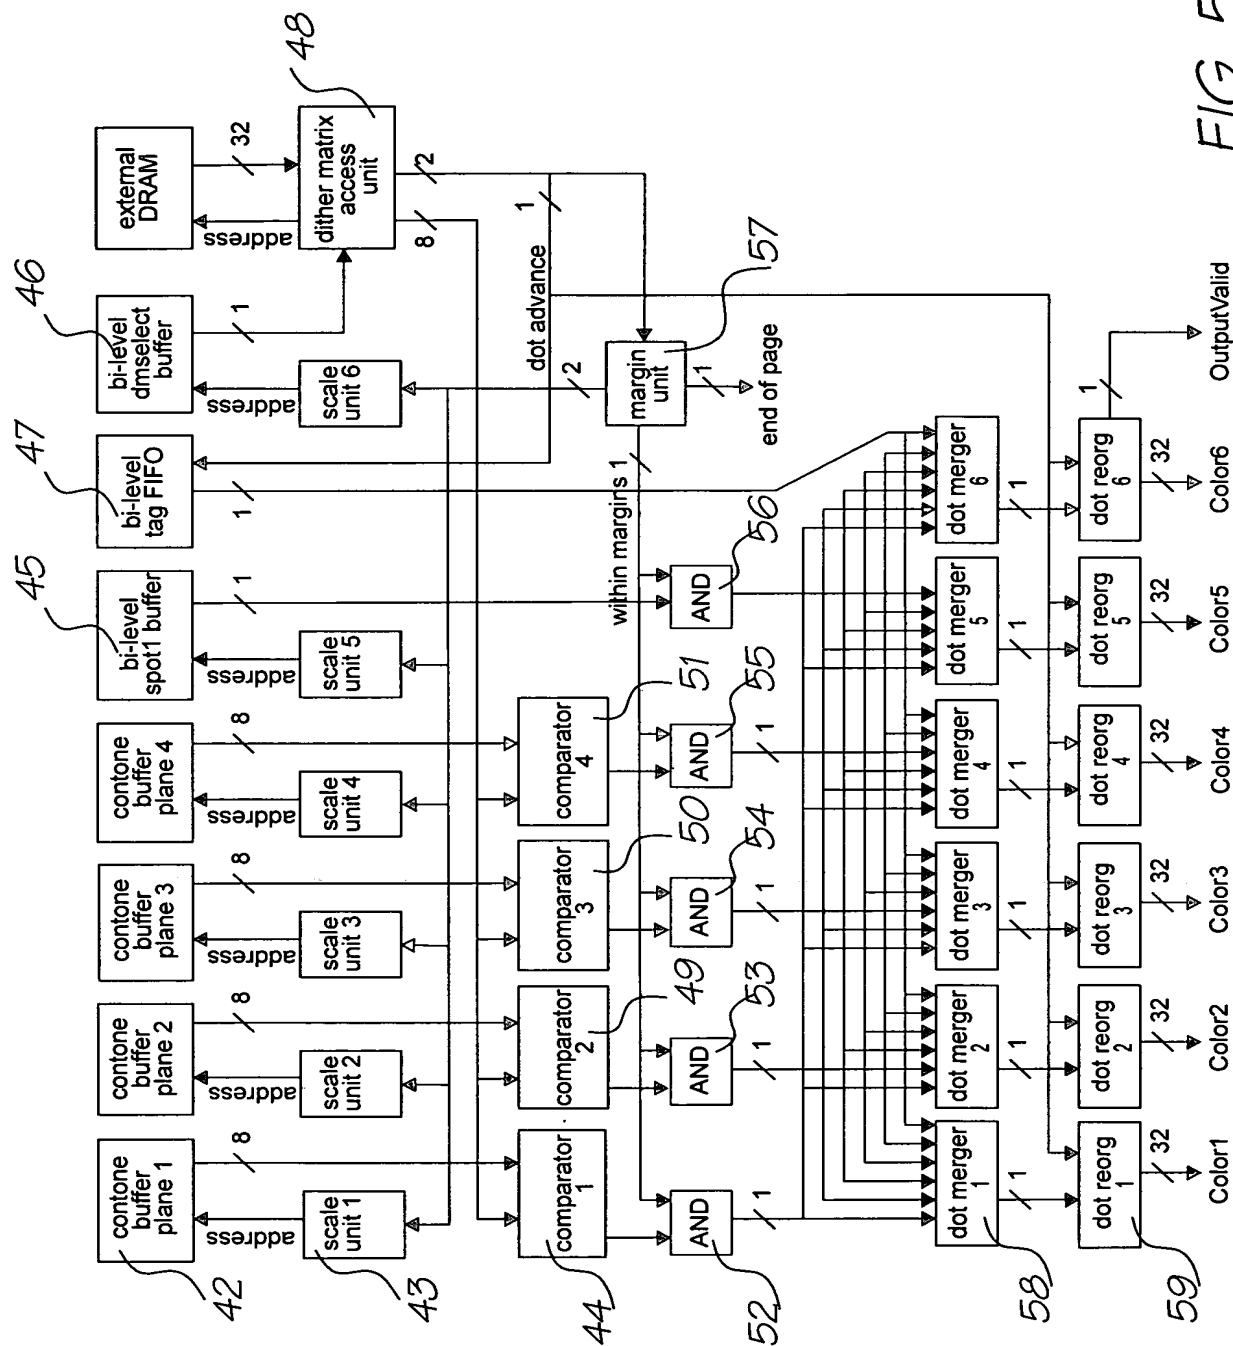 45
47
46
contone
buffer
plane 1
contone
buffer
plane 2
contone
buffer
plane 3
contone
buffer
plane 4
bi-level
spot1 buffer
bi-level
tag FIFO
bi-level
dmselect
buffer
external
DRAM
42
8
8
8
8
1
1
1
32
address
address
address
address
address
address
address
43
scale
unit 1
scale
unit 2
scale
unit 3
scale
unit 4
scale
unit 5
scale
unit 6
dither matrix
access
unit
48
8
2
dot advance
1
comparator
1
comparator
2
comparator
3
comparator
4
44
49
50
51
2
margin
unit
57
within margins
1
1
end of page
AND
AND
AND
AND
AND
52
53
54
55
56
1
1
1
1
dot merger
1
dot merger
2
dot merger
3
dot merger
4
dot merger
5
dot merger
6
58
1
1
1
1
1
1
dot reorg
1
dot reorg
2
dot reorg
3
dot reorg
4
dot reorg
5
dot reorg
6
59
1
32
32
32
32
32
32
Color1
Color2
Color3
Color4
Color5
Color6
OutputValid
FIG 5